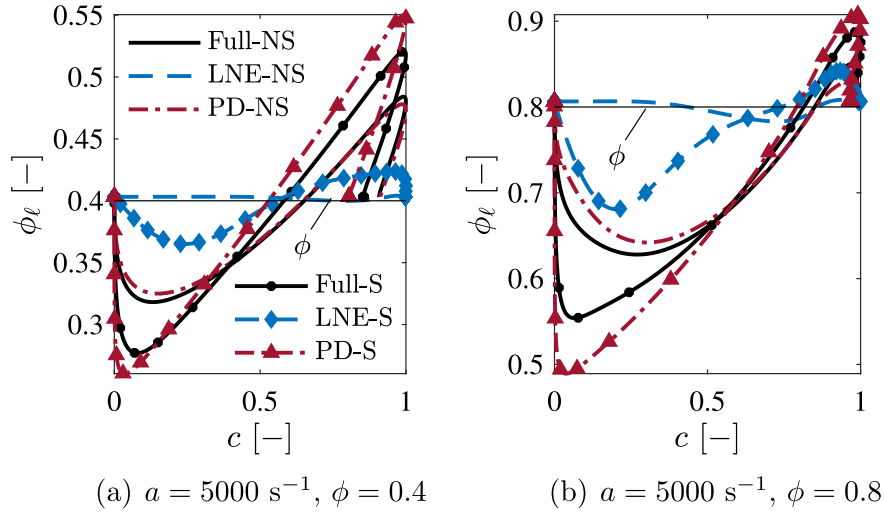 0.55
0.5
0.45
0.4
0.35
0.3
ϕℓ [−]
Full-NS
LNE-NS
PD-NS
ϕ
Full-S
LNE-S
PD-S
0 0.5 1
c [−]
(a) a = 5000 s⁻¹, ϕ = 0.4
0.9
0.8
0.7
0.6
0.5
ϕℓ [−]
ϕ
0 0.5 1
c [−]
(b) a = 5000 s⁻¹, ϕ = 0.8